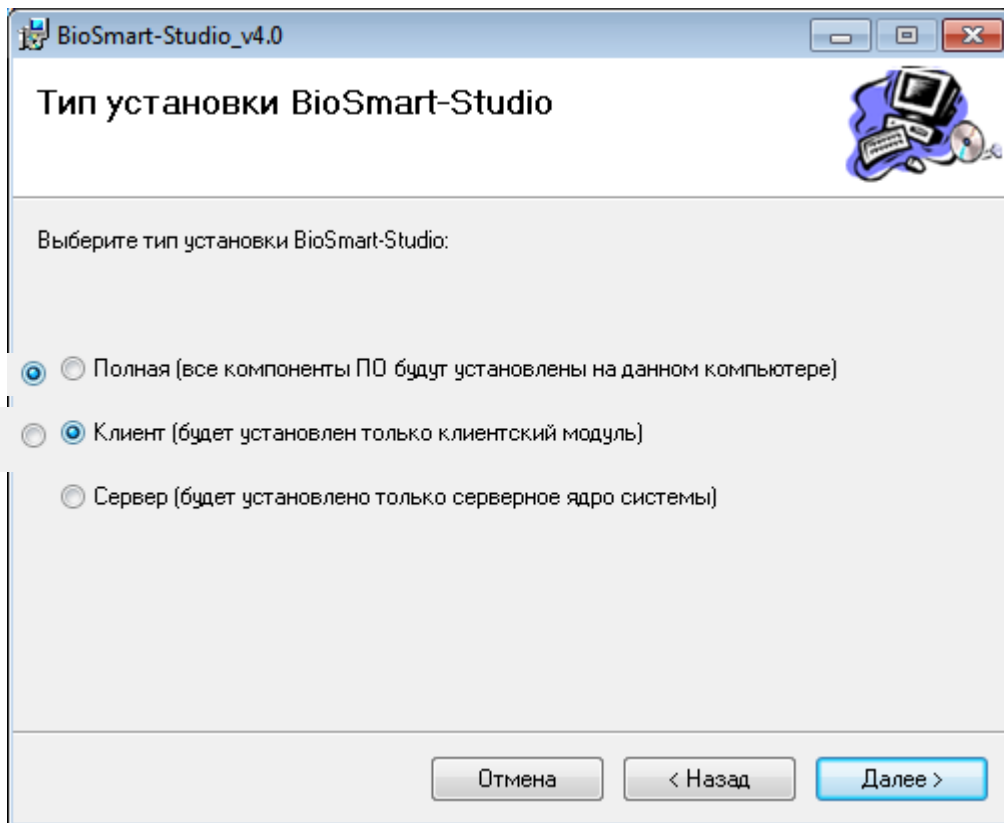 BioSmart-Studio_v4.0
Тип установки BioSmart-Studio
Выберите тип установки BioSmart-Studio:
Полная (все компоненты ПО будут установлены на данном компьютере)
Клиент (будет установлен только клиентский модуль)
Сервер (будет установлено только серверное ядро системы)
Отмена
< Назад
Далее >